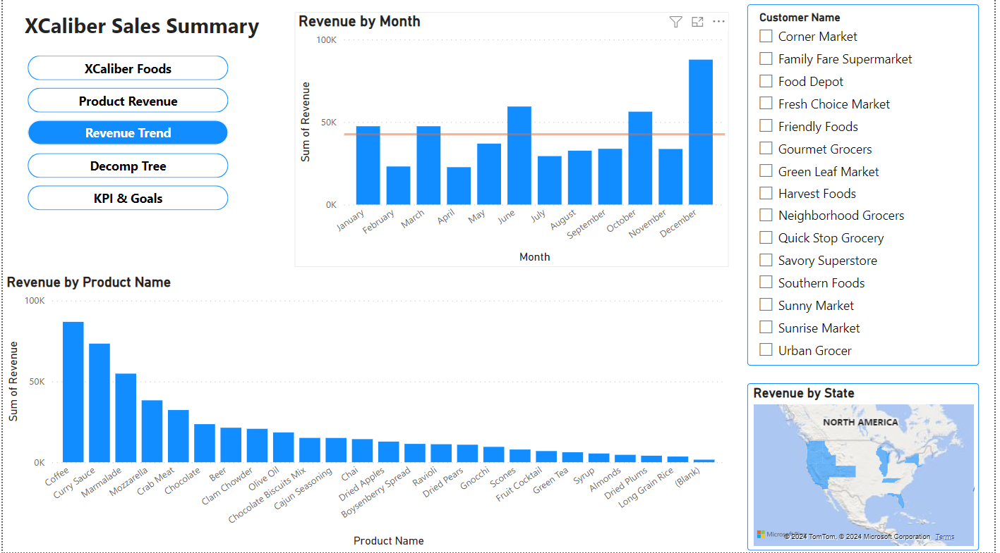 XCaliber Sales Summary
XCaliber Foods
Product Revenue
Revenue Trend
Decomp Tree
KPI & Goals
Revenue by Month
100K
50K
0K
Sum of Revenue
January
February
March
April
May
June
July
August
September
October
November
December
Month
Revenue by Product Name
100K
50K
0K
Sum of Revenue
Coffee
Curry Sauce
Marmalade
Mozzarella
Crab Meat
Chocolate
Beer
Clam Chowder
Olive Oil
Chocolate Biscuits Mix
Cajun Seasoning
Chai
Dried Apples
Boysenberry Spread
Ravioli
Dried Pears
Gnocchi
Scones
Fruit Cocktail
Green Tea
Syrup
Almonds
Dried Plums
Long Grain Rice
(Blank)
Product Name
Customer Name
Corner Market
Family Fare Supermarket
Food Depot
Fresh Choice Market
Friendly Foods
Gourmet Grocers
Green Leaf Market
Harvest Foods
Neighborhood Grocers
Quick Stop Grocery
Savory Superstore
Southern Foods
Sunny Market
Sunrise Market
Urban Grocer
Revenue by State
NORTH AMERICA
© 2024 TomTom, © 2024 Microsoft Corporation Terms